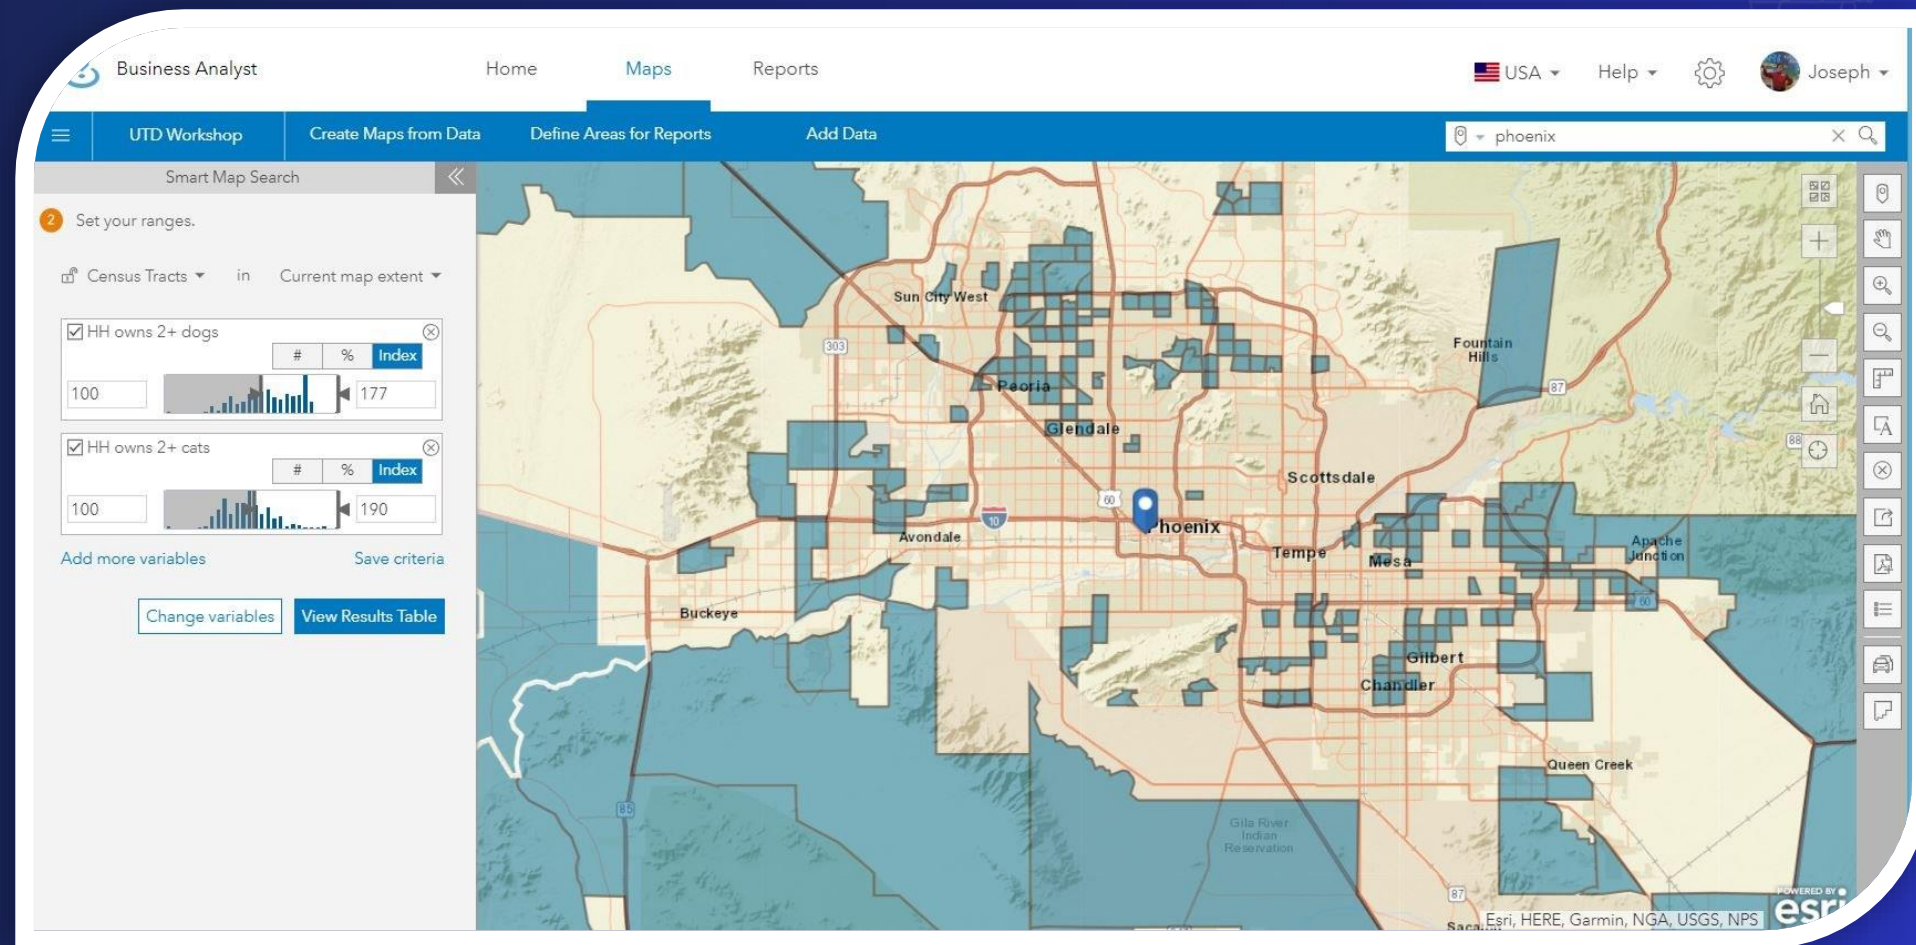 Business Analyst
Home
Maps
Reports
USA
Help
Joseph
UTD Workshop
Create Maps from Data
Define Areas for Reports
Add Data
phoenix
Smart Map Search
2 Set your ranges.
Census Tracts in Current map extent
HH owns 2+ dogs
# % Index
100 177
HH owns 2+ cats
# % Index
100 190
Add more variables Save criteria
Change variables View Results Table
Sun City West
303
Fountain
Hills
87
Peoria
Glendale
88
Scottsdale
60
10
Phoenix
Avondale
Tempe
Mesa
Apache
Junction
60
Buckeye
Gilbert
Chandler
Queen Creek
85
Gila River
Indian
Reservation
87
POWERED BY
esri
Esri, HERE, Garmin, NGA, USGS, NPS